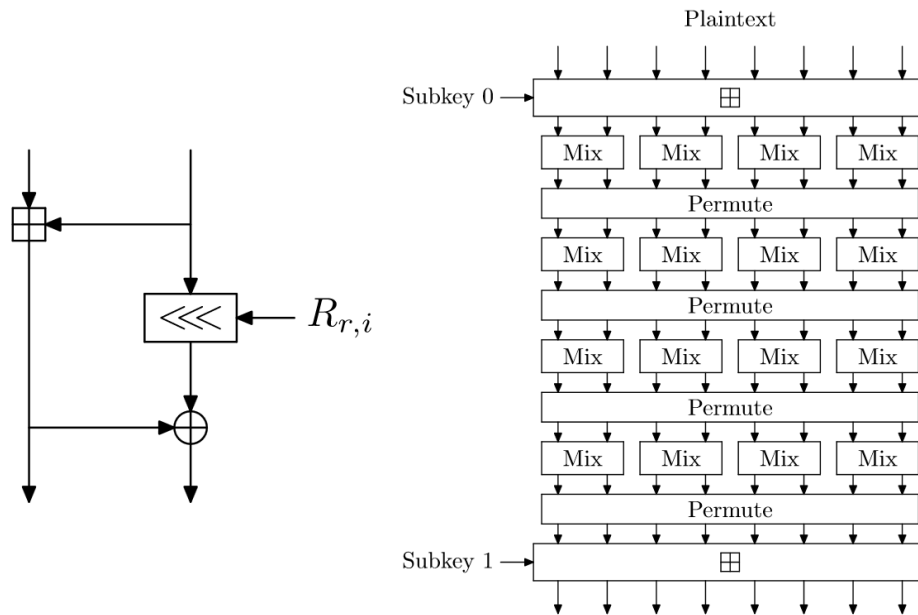 Plaintext
Subkey 0
Mix Mix Mix Mix
Permute
Mix Mix Mix Mix
Permute
Mix Mix Mix Mix
Permute
Mix Mix Mix Mix
Permute
Subkey 1
<<<
R_{r,i}